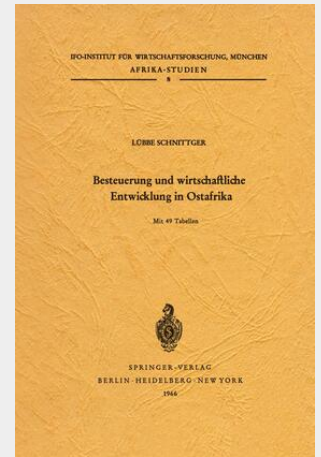 IFO-INSTITUT FÜR WIRTSCHAFTSFORSCHUNG, MÜNCHEN
AFRIKA-STUDIEN
8
LÜBBE SCHNITTGER
Besteuerung und wirtschaftliche
Entwicklung in Ostafrika
Mit 49 Tabellen
SPRINGER-VERLAG
BERLIN · HEIDELBERG · NEW YORK
1966